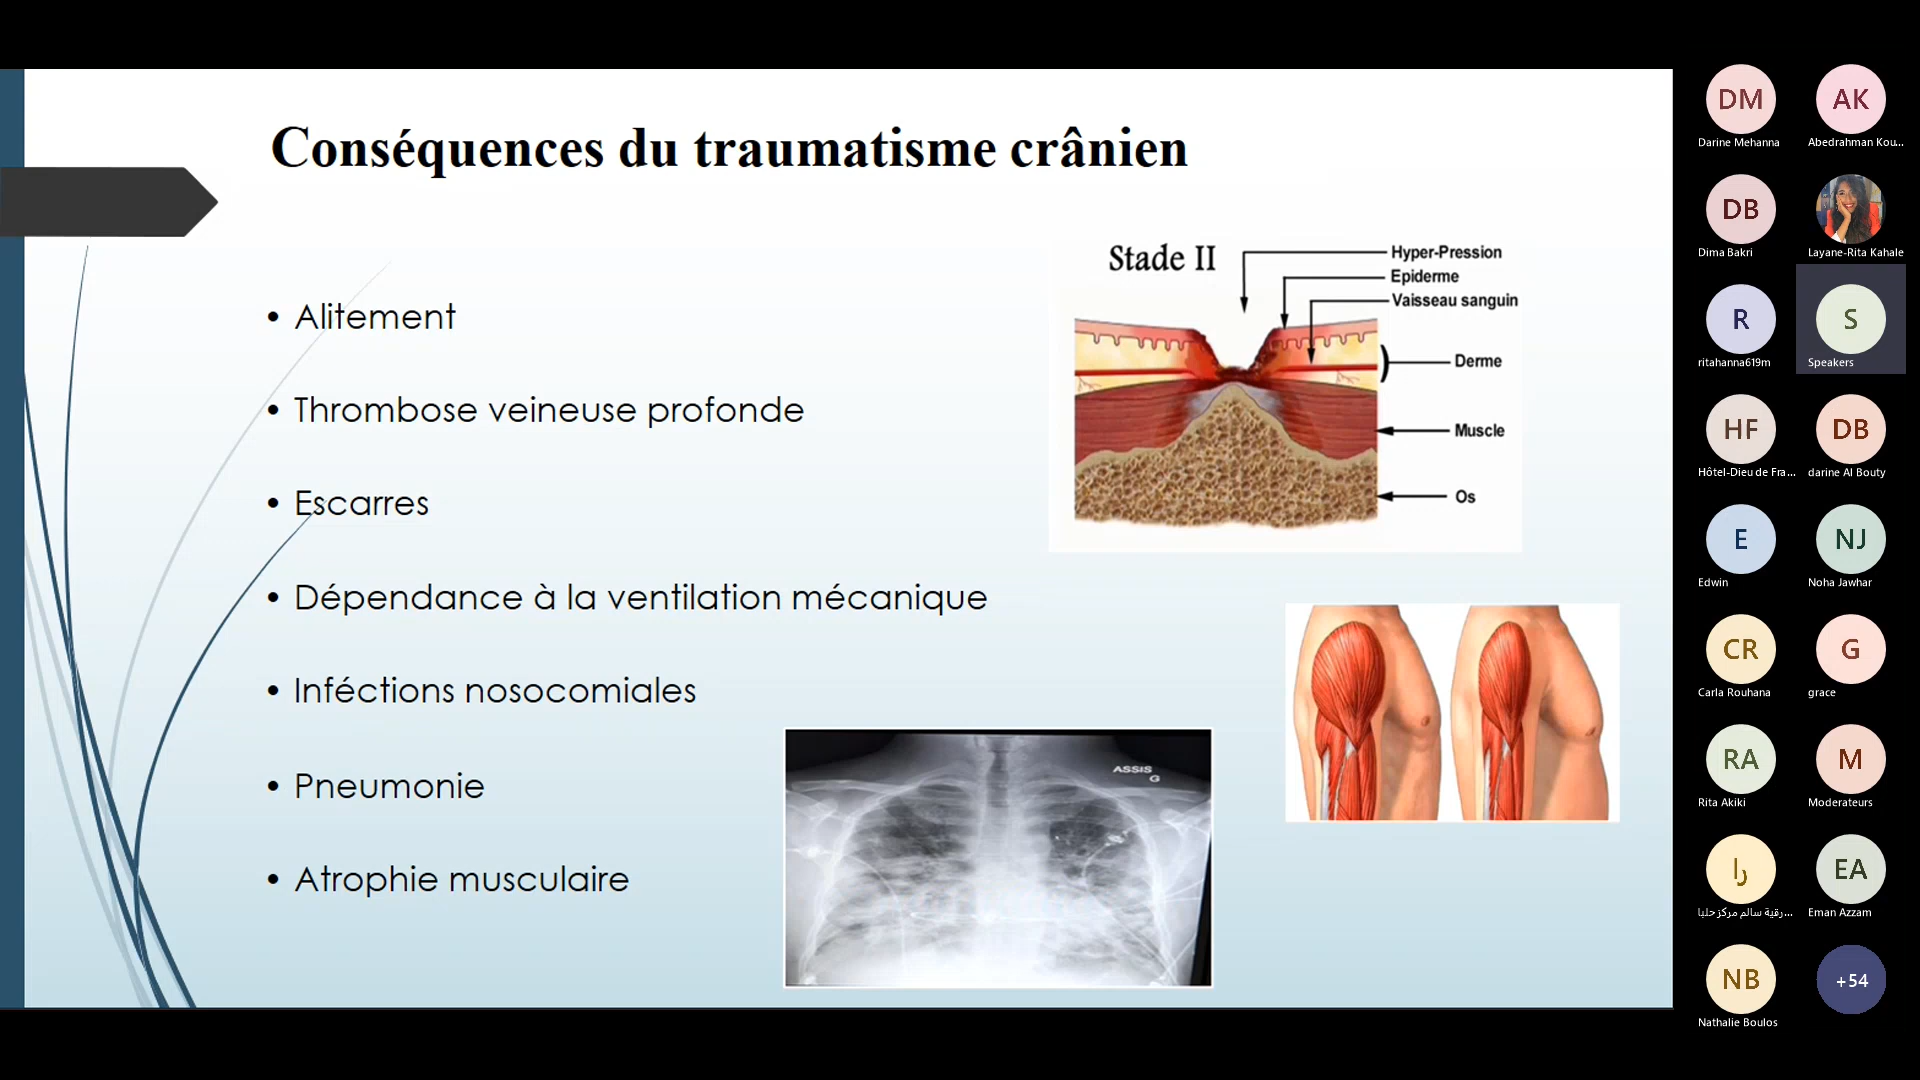 Conséquences du traumatisme crânien
• Alitement
• Thrombose veineuse profonde
• Escarres
• Dépendance à la ventilation mécanique
• Inféctions nosocomiales
• Pneumonie
• Atrophie musculaire
Stade II
Hyper-Pression
Epiderme
Vaisseau sanguin
Derme
Muscle
Os
ASSIS
G
DM
Darine Mehanna
AK
Abedrahman Kou...
DB
Dima Bakri
Layane-Rita Kahale
R
ritahanna619m
S
Speakers
HF
Hôtel-Dieu de Fra...
DB
darine Al Bouty
E
Edwin
NJ
Noha Jawhar
CR
Carla Rouhana
G
grace
RA
Rita Akiki
M
Moderateurs
را
رقية سالم مركز حلبا...
EA
Eman Azzam
NB
Nathalie Boulos
+54